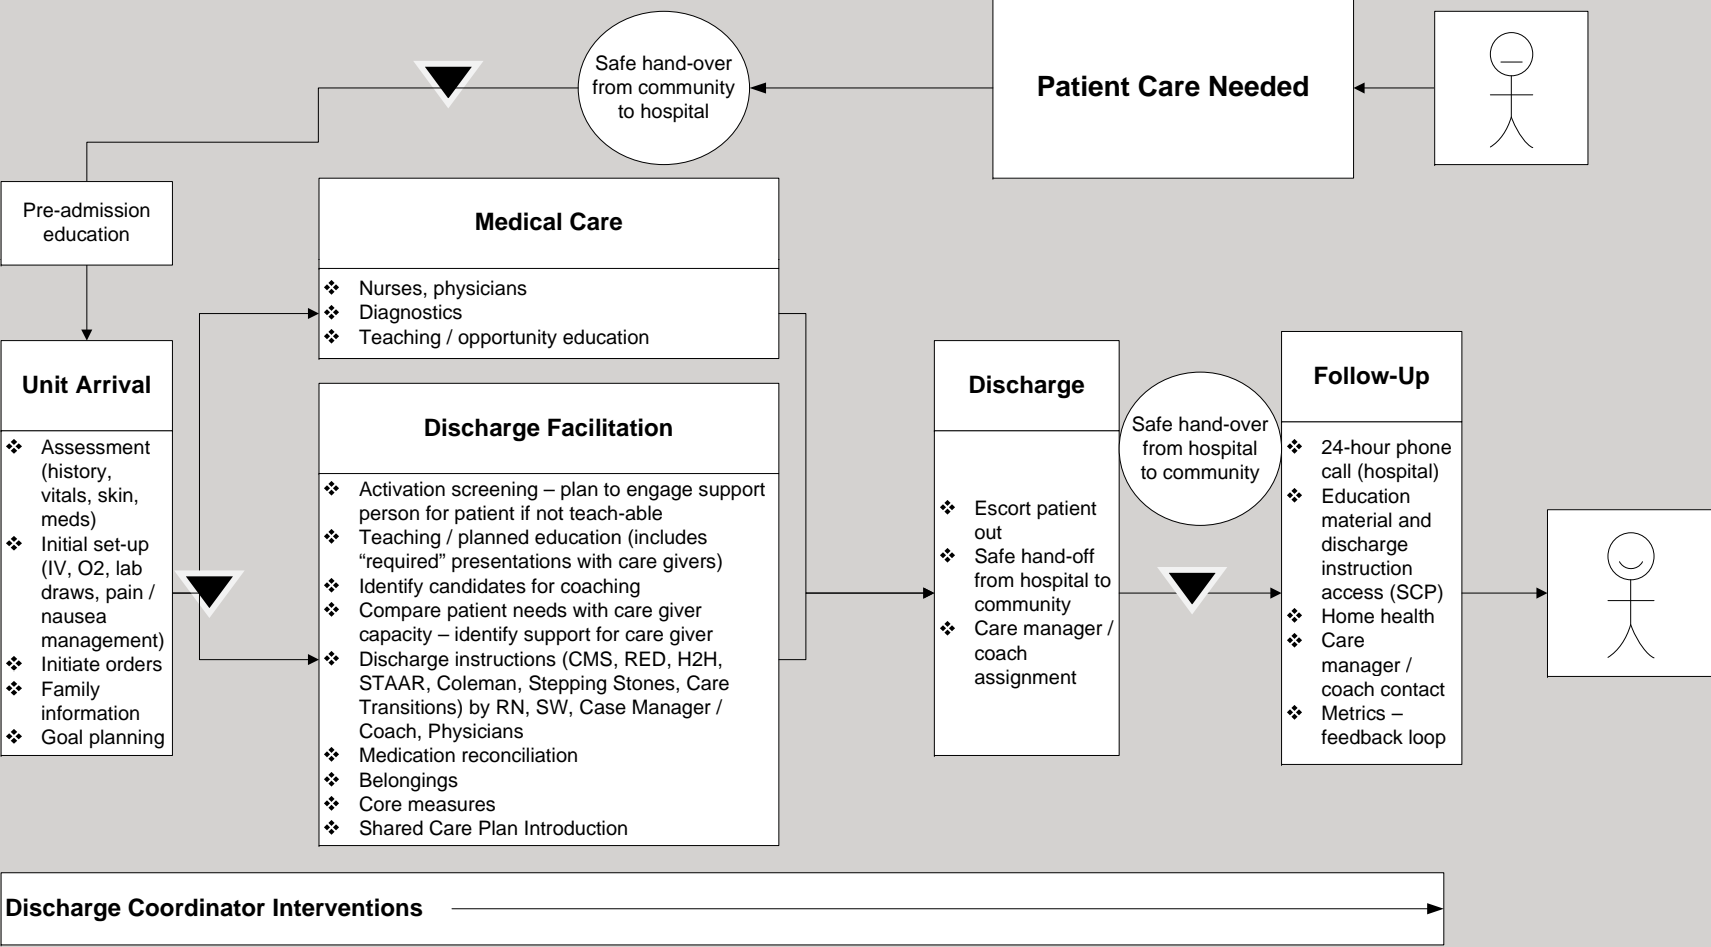 Safe hand-over
from community
to hospital
Patient Care Needed
Pre-admission
education
Medical Care
❖ Nurses, physicians
❖ Diagnostics
❖ Teaching / opportunity education
Unit Arrival
❖ Assessment
(history,
vitals, skin,
meds)
❖ Initial set-up
(IV, O2, lab
draws, pain /
nausea
management)
❖ Initiate orders
❖ Family
information
❖ Goal planning
Discharge Facilitation
❖ Activation screening – plan to engage support
person for patient if not teach-able
❖ Teaching / planned education (includes
“required” presentations with care givers)
❖ Identify candidates for coaching
❖ Compare patient needs with care giver
capacity – identify support for care giver
❖ Discharge instructions (CMS, RED, H2H,
STAAR, Coleman, Stepping Stones, Care
Transitions) by RN, SW, Case Manager /
Coach, Physicians
❖ Medication reconciliation
❖ Belongings
❖ Core measures
❖ Shared Care Plan Introduction
Discharge
❖ Escort patient
out
❖ Safe hand-off
from hospital to
community
❖ Care manager /
coach
assignment
Safe hand-over
from hospital
to community
Follow-Up
❖ 24-hour phone
call (hospital)
❖ Education
material and
discharge
instruction
access (SCP)
❖ Home health
❖ Care
manager /
coach contact
❖ Metrics –
feedback loop
Discharge Coordinator Interventions